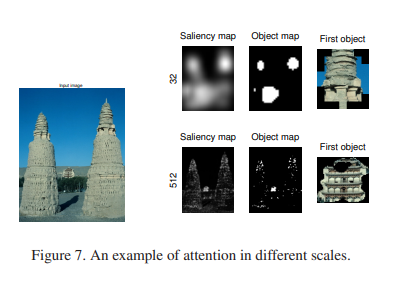 Saliency map Object map First object
32
Input image
Saliency map Object map First object
512
Figure 7. An example of attention in different scales.